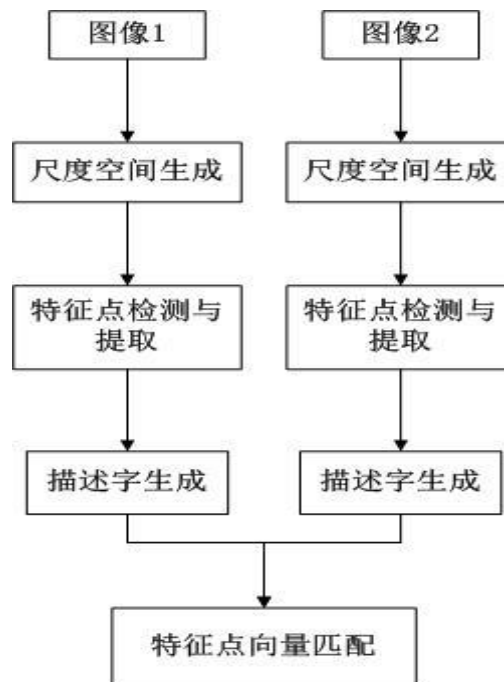 图像1
图像2
尺度空间生成
尺度空间生成
特征点检测与
提取
特征点检测与
提取
描述字生成
描述字生成
特征点向量匹配